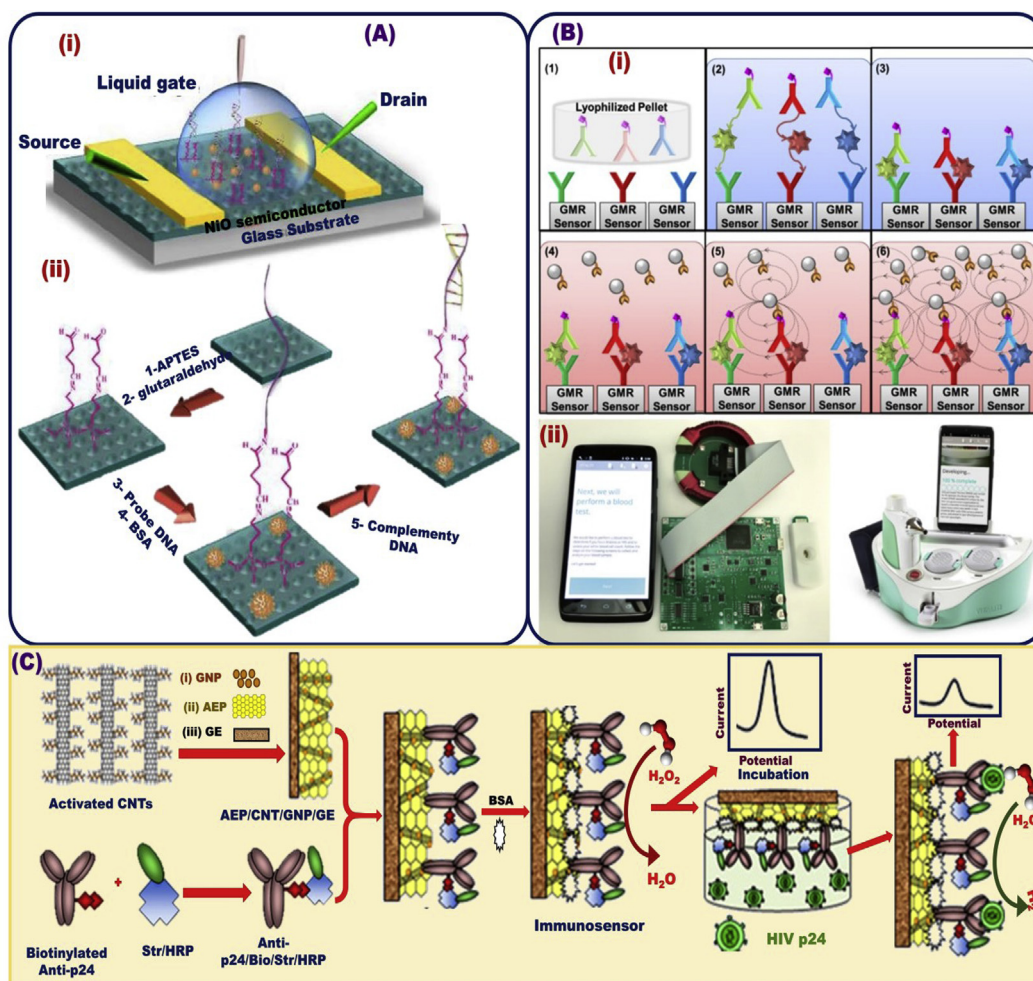 (A)
(i)
Liquid gate
Drain
Source
NiO semiconductor
Glass Substrate
(ii)
1-APTES
2- glutaraldehyde
3- Probe DNA
4- BSA
5- Complementy
DNA
(B)
(i)
(1)
Lyophilized Pellet
GMR
Sensor
GMR
Sensor
GMR
Sensor
(2)
GMR
Sensor
GMR
Sensor
GMR
Sensor
(3)
GMR
Sensor
GMR
Sensor
GMR
Sensor
(4)
GMR
Sensor
GMR
Sensor
GMR
Sensor
(5)
GMR
Sensor
GMR
Sensor
GMR
Sensor
(6)
GMR
Sensor
GMR
Sensor
GMR
Sensor
(ii)
Next, we will
perform a blood
test.
Developing...
100 % complete
(C)
(i) GNP
(ii) AEP
(iii) GE
Activated CNTs
AEP/CNT/GNP/GE
+
Biotinylated
Anti-p24
Str/HRP
Anti-
p24/Bio/Str/HRP
BSA
Immunosensor
H2O2
H2O
Current
Potential
Incubation
HIV p24
Current
Potential